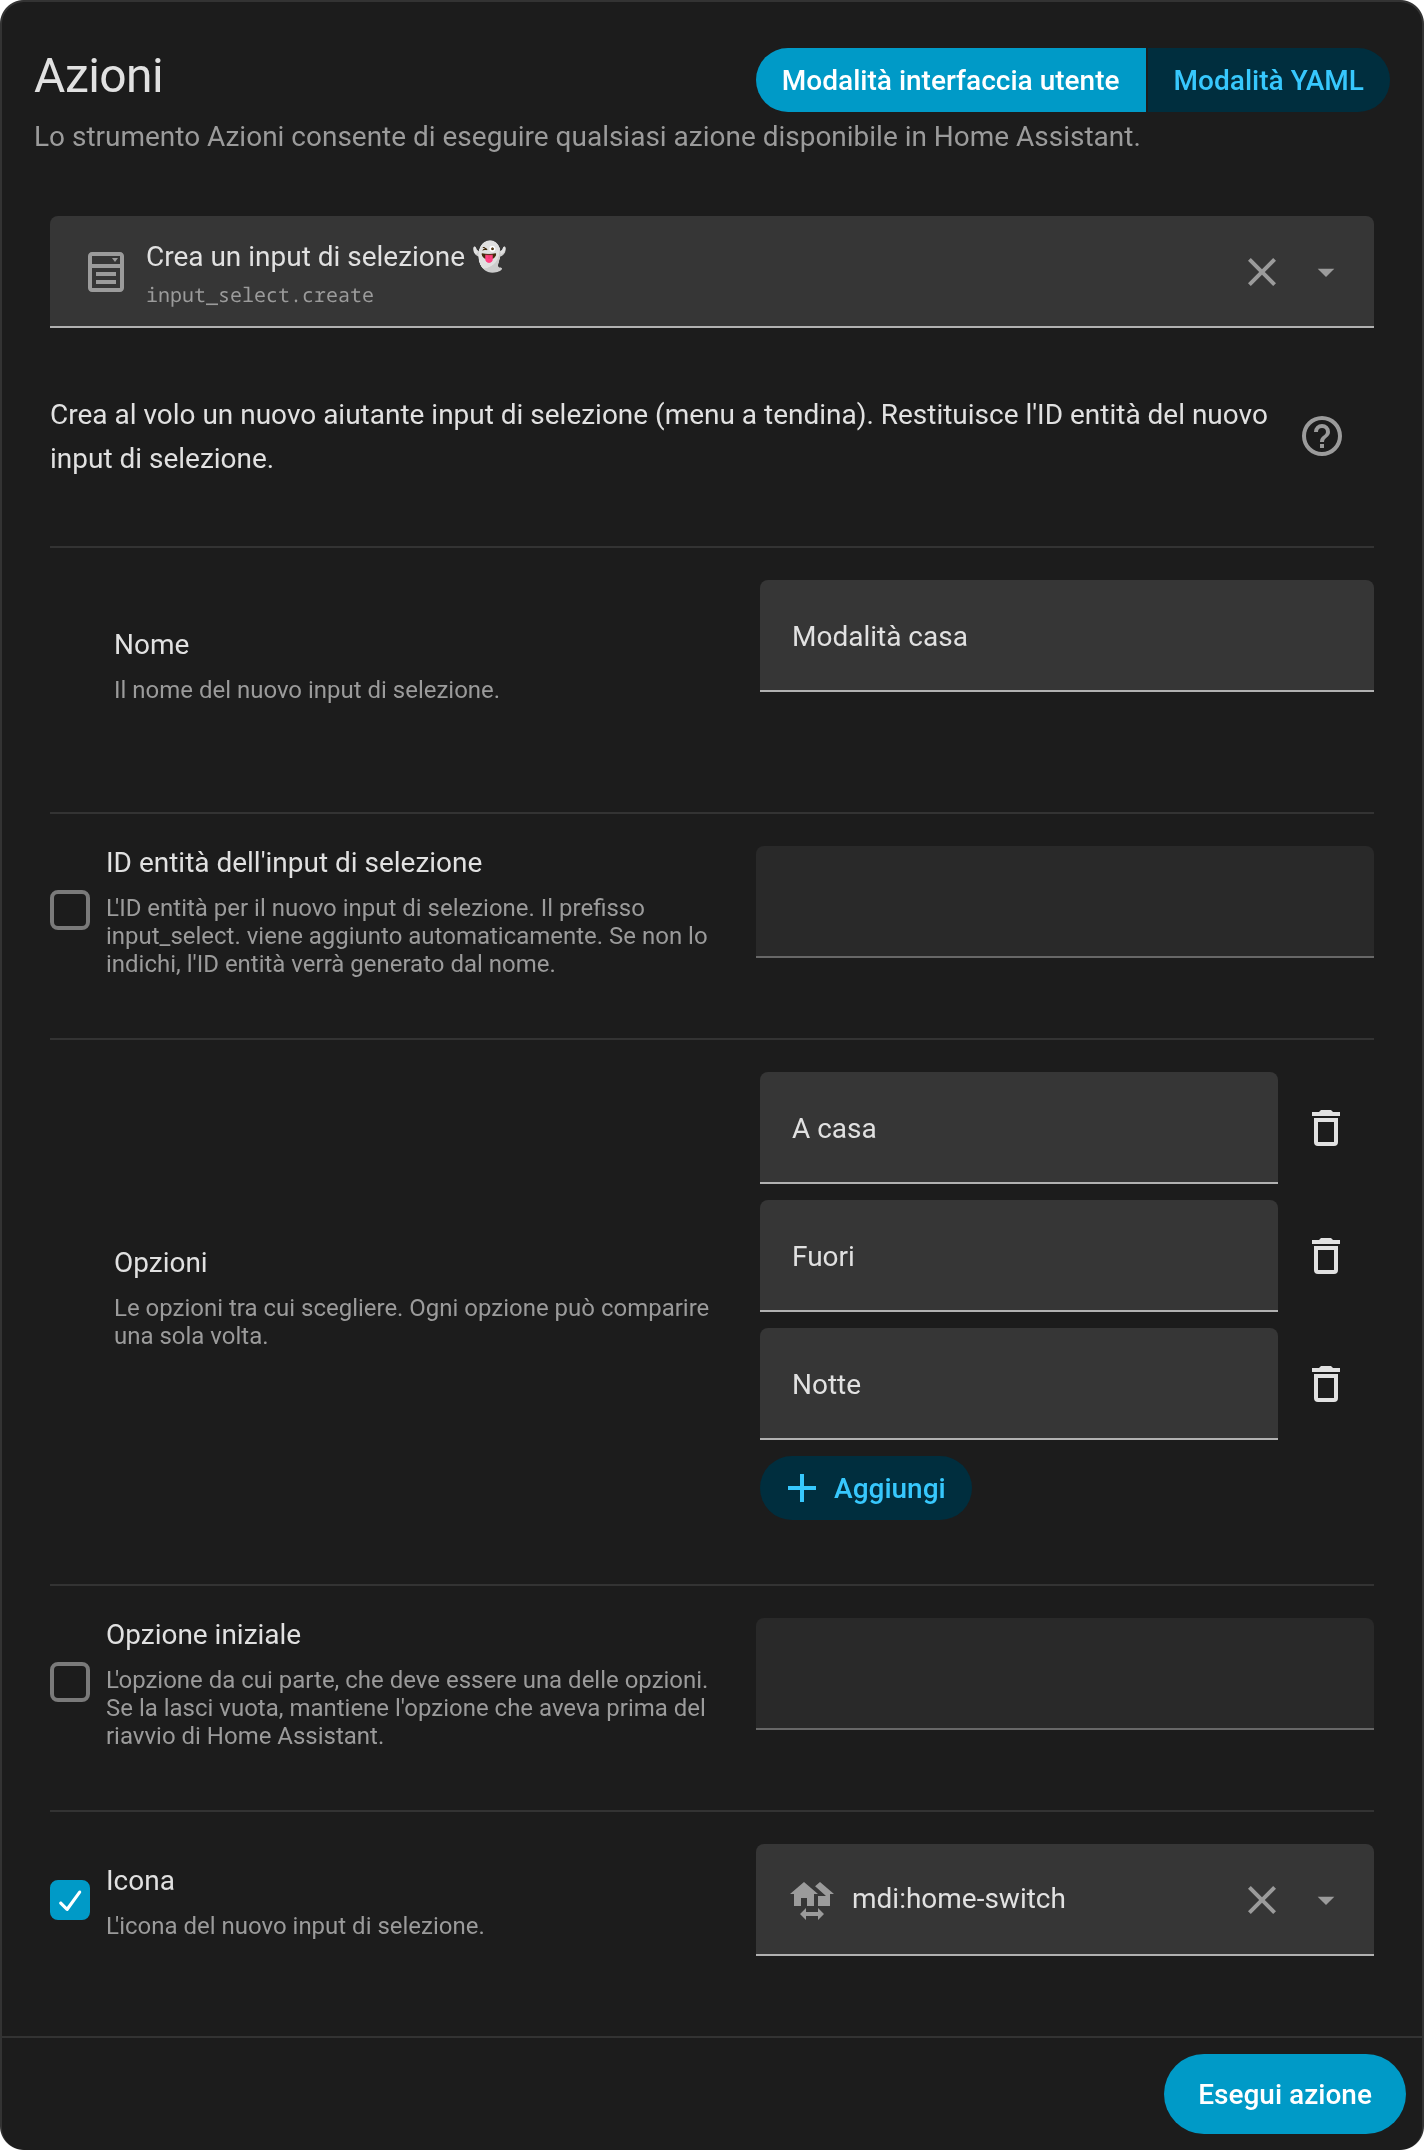 Azioni
Modalità interfaccia utente
Modalità YAML
Lo strumento Azioni consente di eseguire qualsiasi azione disponibile in Home Assistant.
Crea un input di selezione 👻
input_select.create
Crea al volo un nuovo aiutante input di selezione (menu a tendina). Restituisce l'ID entità del nuovo
input di selezione.
Nome
Il nome del nuovo input di selezione.
Modalità casa
ID entità dell'input di selezione
L'ID entità per il nuovo input di selezione. Il prefisso
input_select. viene aggiunto automaticamente. Se non lo
indichi, l'ID entità verrà generato dal nome.
Opzioni
Le opzioni tra cui scegliere. Ogni opzione può comparire
una sola volta.
A casa
Fuori
Notte
Aggiungi
Opzione iniziale
L'opzione da cui parte, che deve essere una delle opzioni.
Se la lasci vuota, mantiene l'opzione che aveva prima del
riavvio di Home Assistant.
Icona
L'icona del nuovo input di selezione.
mdi:home-switch
Esegui azione